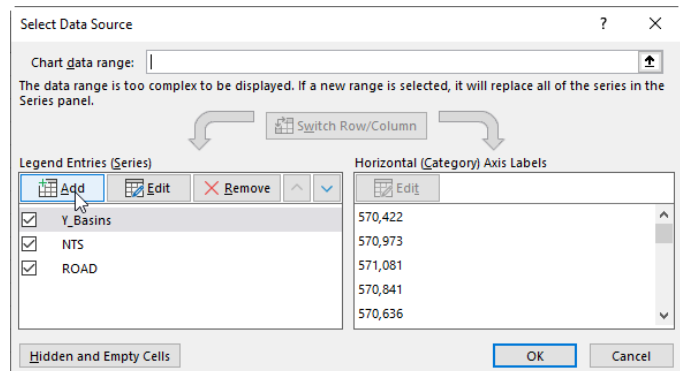 Select Data Source ? ×
Chart data range:
The data range is too complex to be displayed. If a new range is selected, it will replace all of the series in the
Series panel.
Switch Row/Column
Legend Entries (Series) Horizontal (Category) Axis Labels
Add Edit Remove Edit
Y_Basins 570,422
NTS 570,973
ROAD 571,081
570,841
570,636
Hidden and Empty Cells OK Cancel